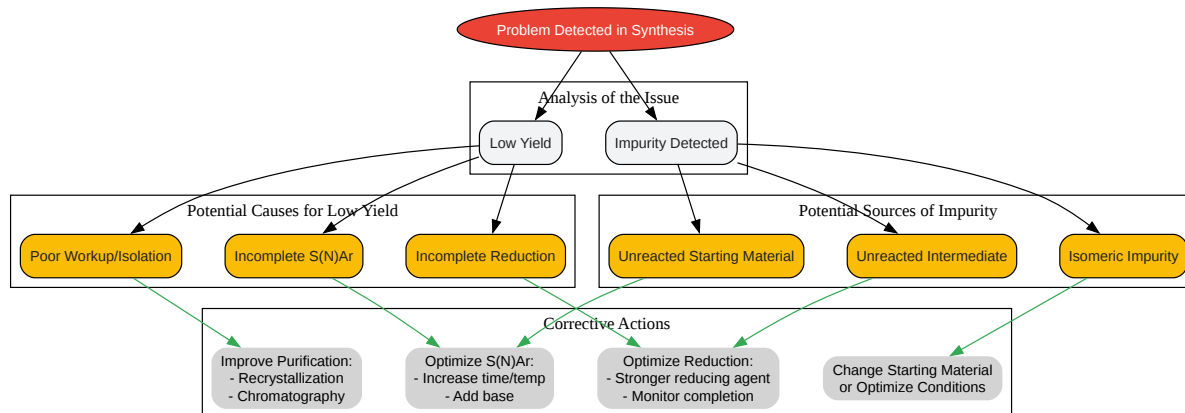 Problem Detected in Synthesis
Analysis of the Issue
Low Yield
Impurity Detected
Potential Causes for Low Yield
Potential Sources of Impurity
Poor Workup/Isolation
Incomplete S(N)Ar
Incomplete Reduction
Unreacted Starting Material
Unreacted Intermediate
Isomeric Impurity
Corrective Actions
Improve Purification:
- Recrystallization
- Chromatography
Optimize S(N)Ar:
- Increase time/temp
- Add base
Optimize Reduction:
- Stronger reducing agent
- Monitor completion
Change Starting Material
or Optimize Conditions